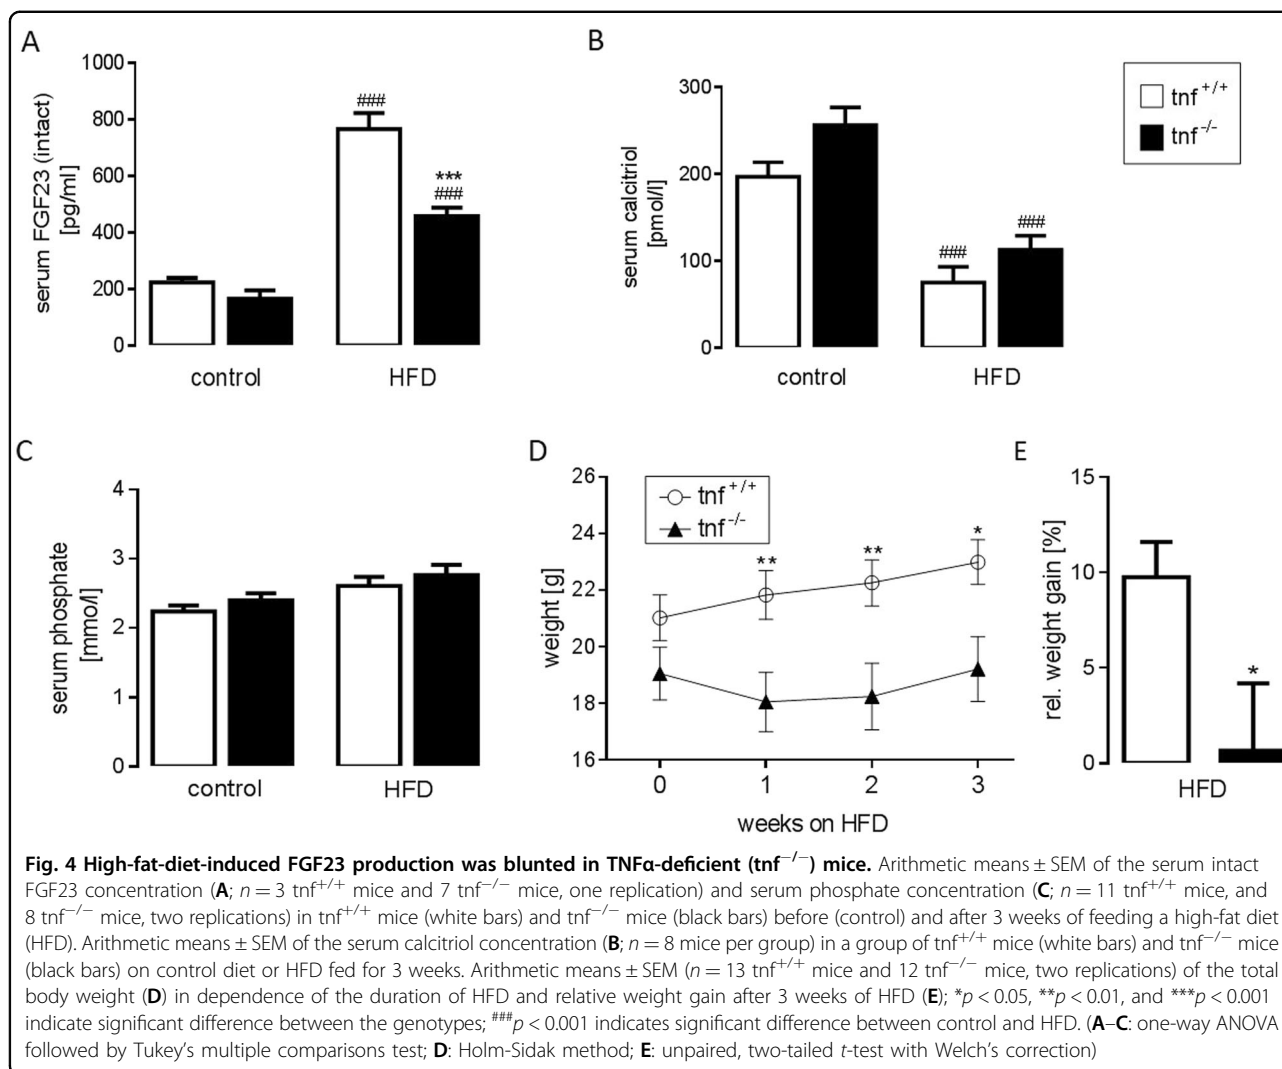 A
serum FGF23 (intact)
[pg/ml]
1000
800
600
400
200
0
###
***
###
control
HFD
B
serum calcitriol
[pmol/l]
300
200
100
0
###
###
control
HFD
tnf+/+
tnf-/-
C
serum phosphate
[mmo/l]
4
3
2
1
0
control
HFD
D
weight [g]
26
24
22
20
18
16
tnf+/+
tnf-/-
**
**
*
0 1 2 3
weeks on HFD
E
rel. weight gain [%]
15
10
5
0
*
HFD
Fig. 4 High-fat-diet-induced FGF23 production was blunted in TNFα-deficient (tnf−/−) mice. Arithmetic means ± SEM of the serum intact
FGF23 concentration (A; n = 3 tnf+/+ mice and 7 tnf−/− mice, one replication) and serum phosphate concentration (C; n = 11 tnf+/+ mice, and
8 tnf−/− mice, two replications) in tnf+/+ mice (white bars) and tnf−/− mice (black bars) before (control) and after 3 weeks of feeding a high-fat diet
(HFD). Arithmetic means ± SEM of the serum calcitriol concentration (B; n = 8 mice per group) in a group of tnf+/+ mice (white bars) and tnf−/− mice
(black bars) on control diet or HFD fed for 3 weeks. Arithmetic means ± SEM (n = 13 tnf+/+ mice and 12 tnf−/− mice, two replications) of the total
body weight (D) in dependence of the duration of HFD and relative weight gain after 3 weeks of HFD (E); *p < 0.05, **p < 0.01, and ***p < 0.001
indicate significant difference between the genotypes; ###p < 0.001 indicates significant difference between control and HFD. (A–C: one-way ANOVA
followed by Tukey's multiple comparisons test; D: Holm-Sidak method; E: unpaired, two-tailed t-test with Welch's correction)